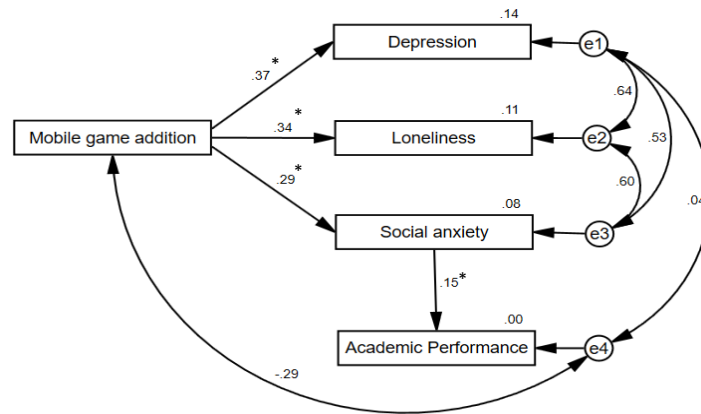 .14
Depression
e1
.37*
.64
.11
.34*
Mobile game addition
Loneliness
e2
.53
.29*
.60
.08
.04
Social anxiety
e3
.15*
.00
Academic Performance
e4
-.29